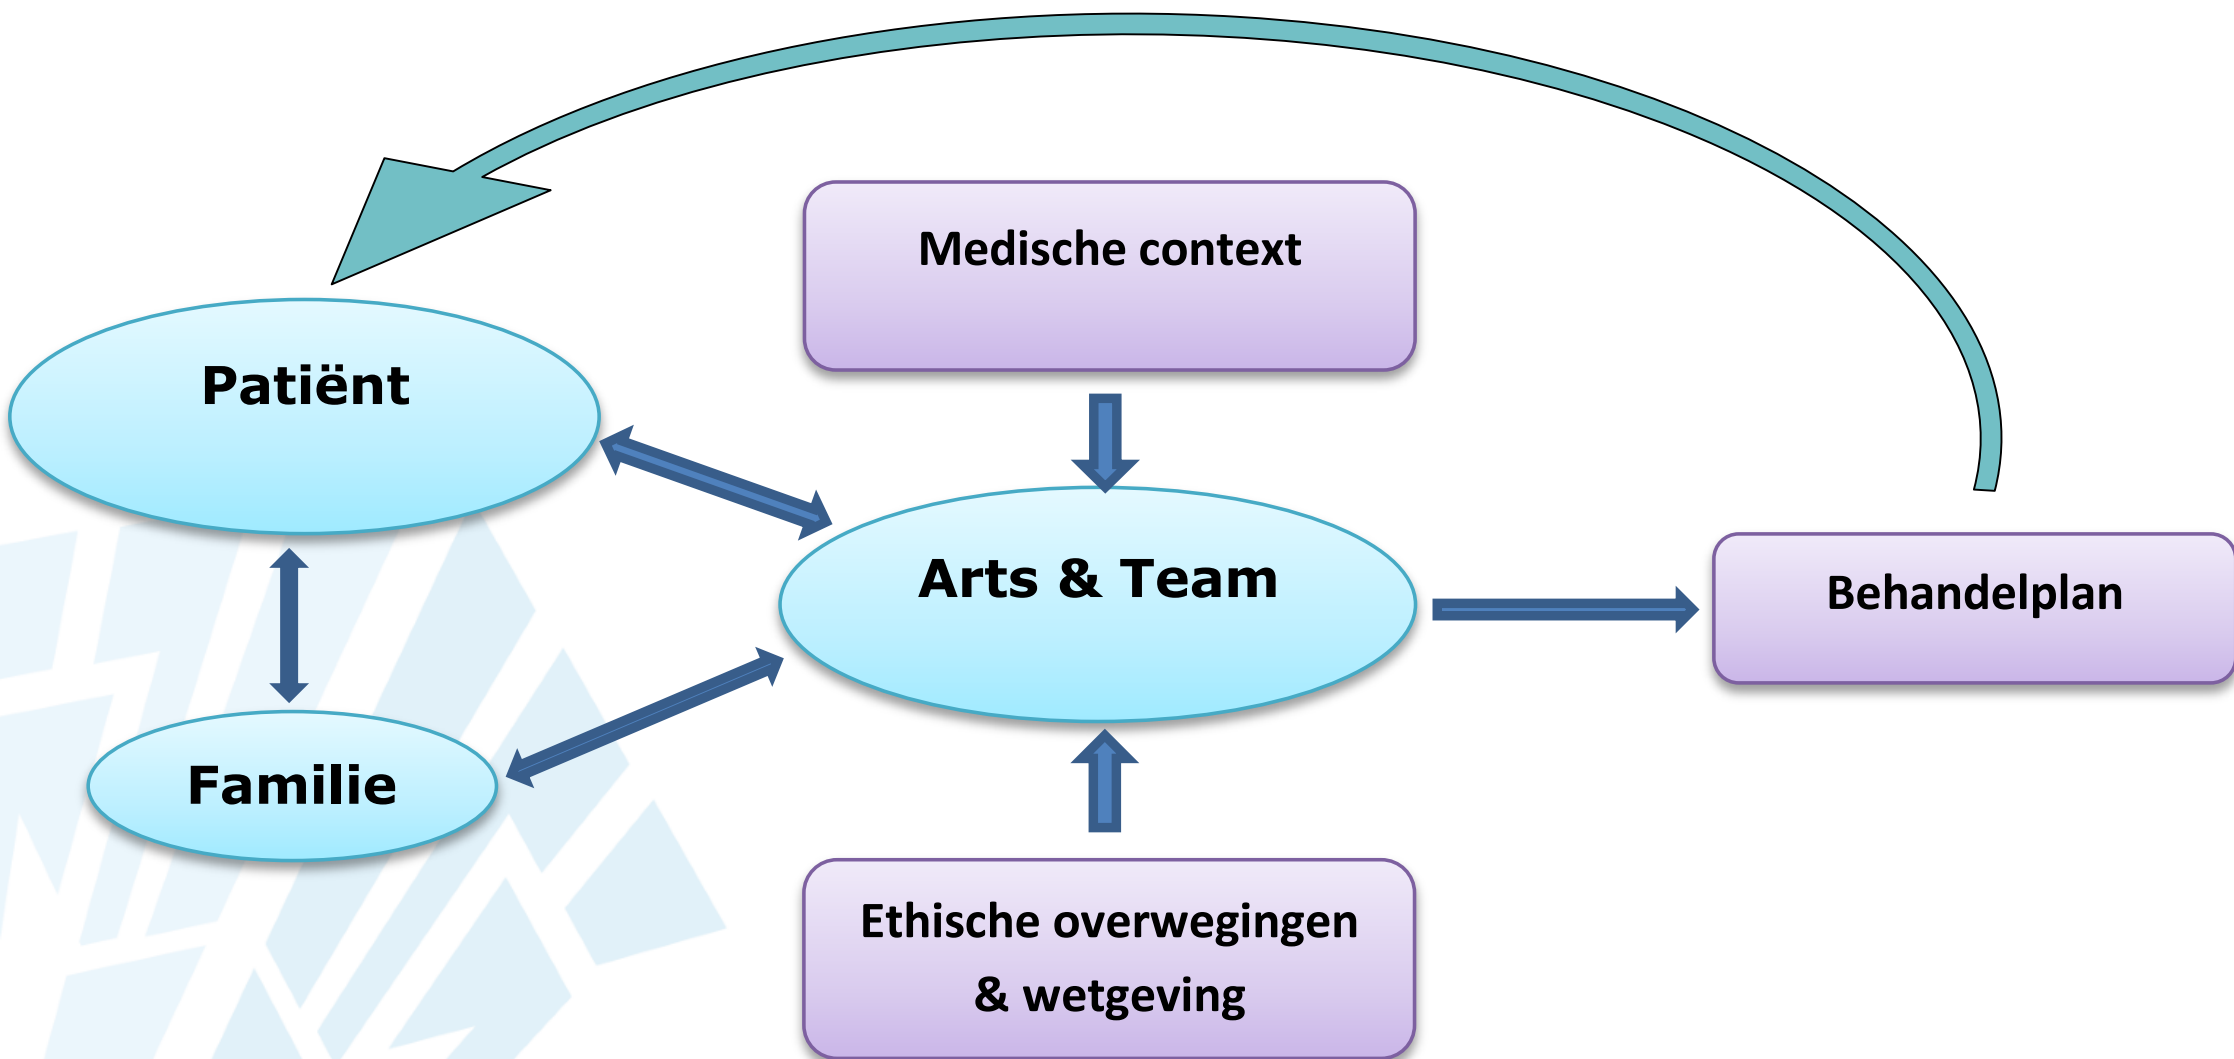 Medische context
Patiënt
Arts & Team
Behandelplan
Familie
Ethische overwegingen
& wetgeving